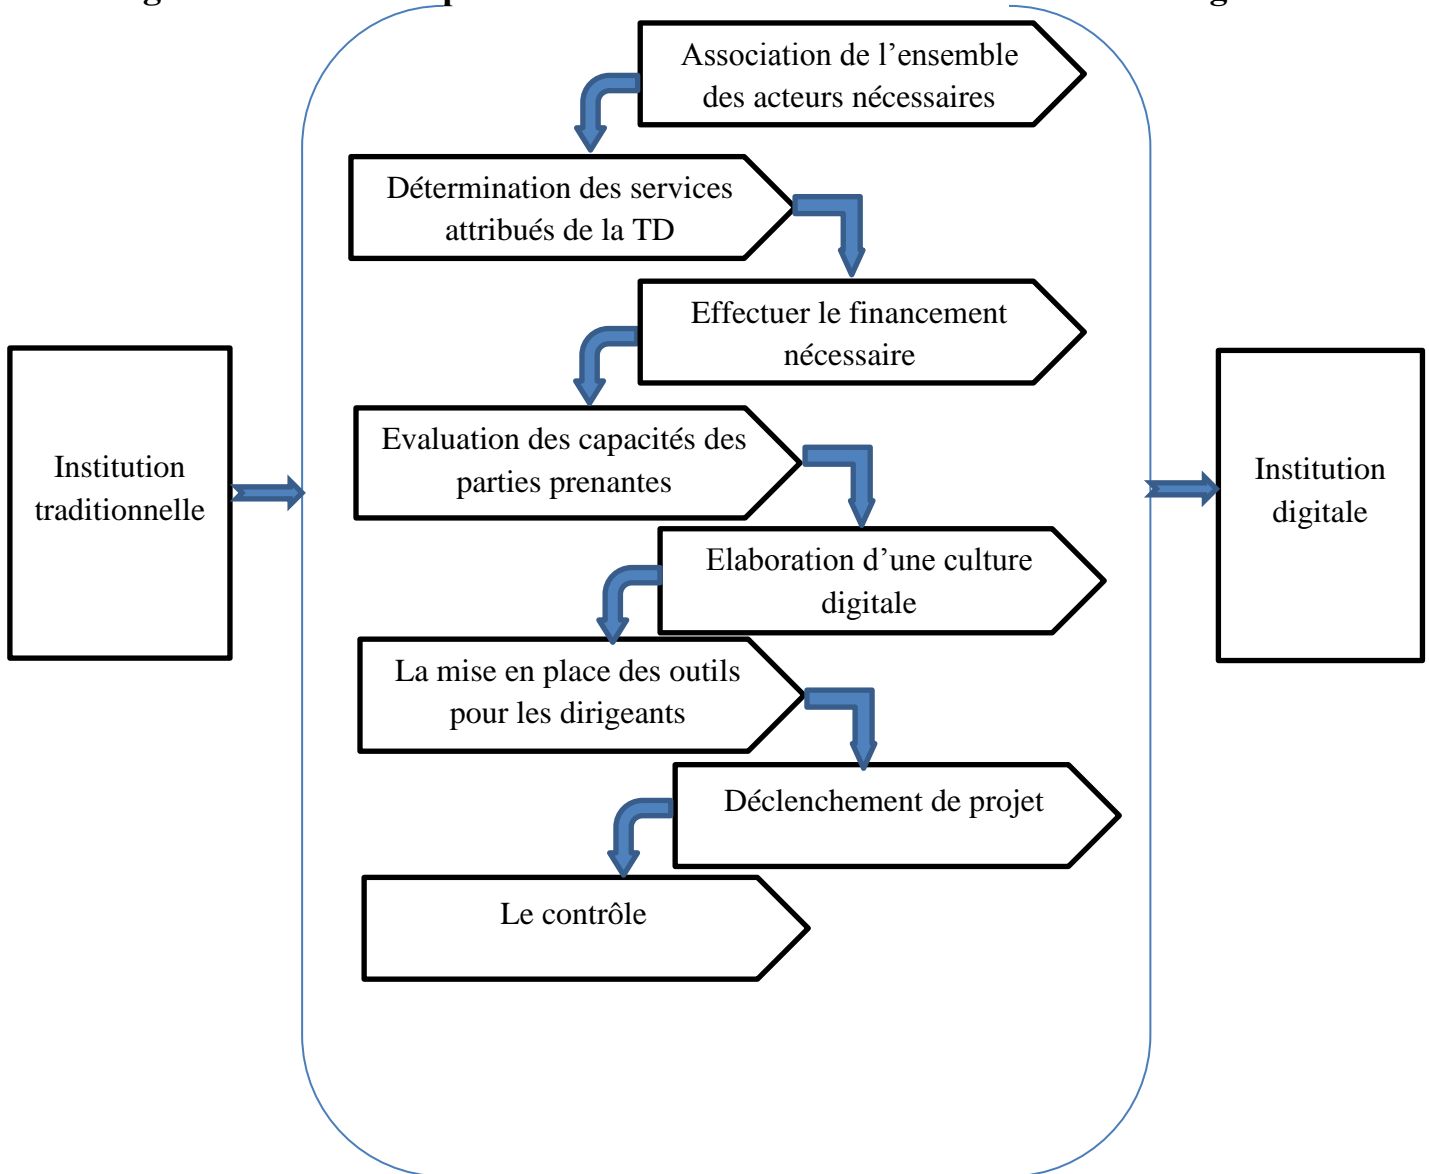 Association de l’ensemble
des acteurs nécessaires
Détermination des services
attribués de la TD
Effectuer le financement
nécessaire
Evaluation des capacités des
parties prenantes
Institution
traditionnelle
Institution
digitale
Elaboration d’une culture
digitale
La mise en place des outils
pour les dirigeants
Déclenchement de projet
Le contrôle